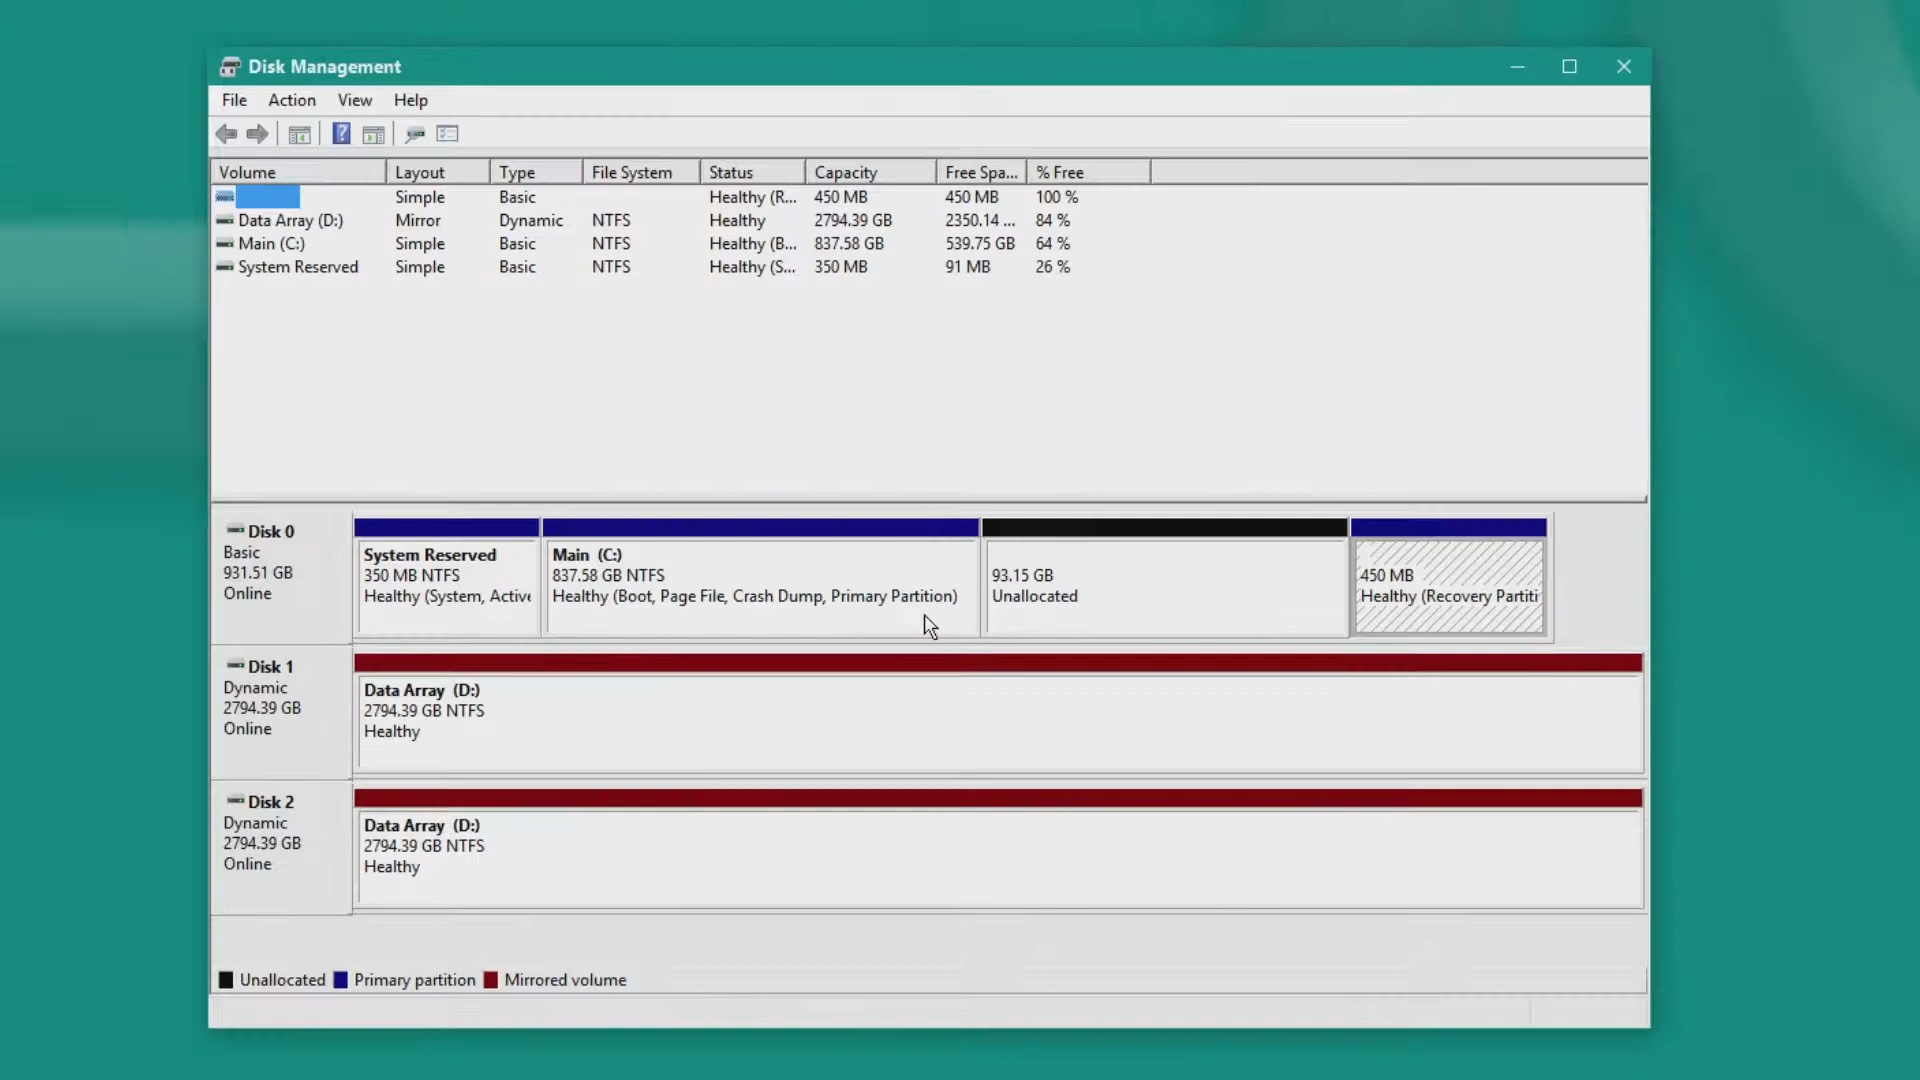 Disk Management
File Action View Help
Volume Layout Type File System Status Capacity Free Spa... % Free
Simple Basic Healthy (R... 450 MB 450 MB 100 %
Data Array (D:) Mirror Dynamic NTFS Healthy 2794.39 GB 2350.14 ... 84 %
Main (C:) Simple Basic NTFS Healthy (B... 837.58 GB 539.75 GB 64 %
System Reserved Simple Basic NTFS Healthy (S... 350 MB 91 MB 26 %
Disk 0
Basic
931.51 GB
Online
System Reserved
350 MB NTFS
Healthy (System, Active
Main (C:)
837.58 GB NTFS
Healthy (Boot, Page File, Crash Dump, Primary Partition)
93.15 GB
Unallocated
450 MB
Healthy (Recovery Partiti
Disk 1
Dynamic
2794.39 GB
Online
Data Array (D:)
2794.39 GB NTFS
Healthy
Disk 2
Dynamic
2794.39 GB
Online
Data Array (D:)
2794.39 GB NTFS
Healthy
Unallocated Primary partition Mirrored volume